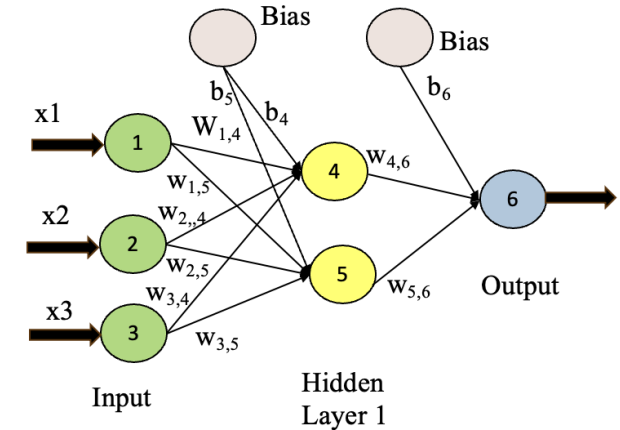 Bias
Bias
b5
b4
b6
x1
1
W1,4
w1,5
4
w4,6
x2
2
w2,,4
w2,5
6
5
w5,6
Output
x3
3
w3,4
w3,5
Input
Hidden
Layer 1